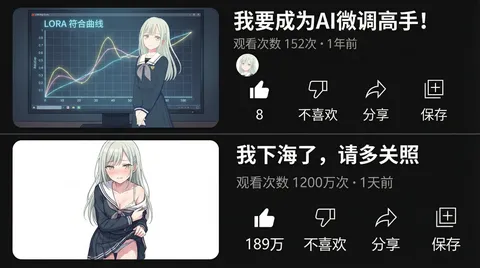 LORA 符合曲线
我要成为AI微调高手！
观看次数 152次・1年前
8
不喜欢
分享
保存
我下海了，请多关照
观看次数 1200万次・1天前
189万
不喜欢
分享
保存